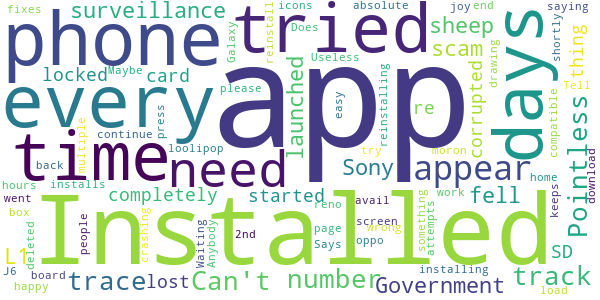 fixes
surveillance
icons
absolute
joy
end
saying
phone
tried
shortly
Galaxy
reinstall
Does
sheep
drawing
Maybe
card
Useless
scam
thing
locked
please
launched
corrupted
days
Tell
every
app
re
easy
reinstalling
compatible
download
continue
press
loolipop
multiple
try
moron
Pointless
time
need
Sony
appear
back
home
hours
installs
completely
started
Installed
avail
work
fell
keeps
went
deleted
people
crashing
box
L1
Waiting
Anybody
2nd
reno
page
Says
screen
oppo
wrong
something
attempts
SD
J6
board
trace
lost
Can't
number
installing
Government
track
happy
load